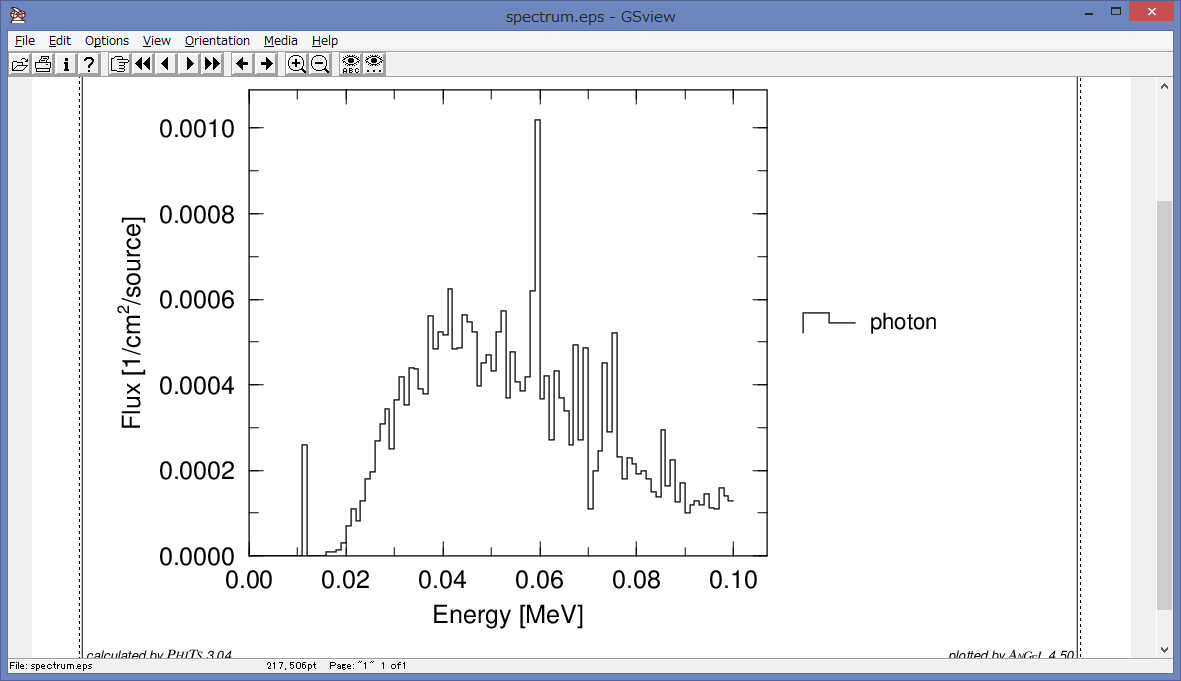 spectrum.eps - GSview
File Edit Options View Orientation Media Help
i ? ABC
0.0010
0.0008
0.0006
0.0004
0.0002
0.0000
Flux [1/cm2/source]
0.00 0.02 0.04 0.06 0.08 0.10
Energy [MeV]
photon
calculated by PHITS 3.04
plotted by ANGEL 4.50
File: spectrum.eps 217, 506pt Page: "1" 1 of 1